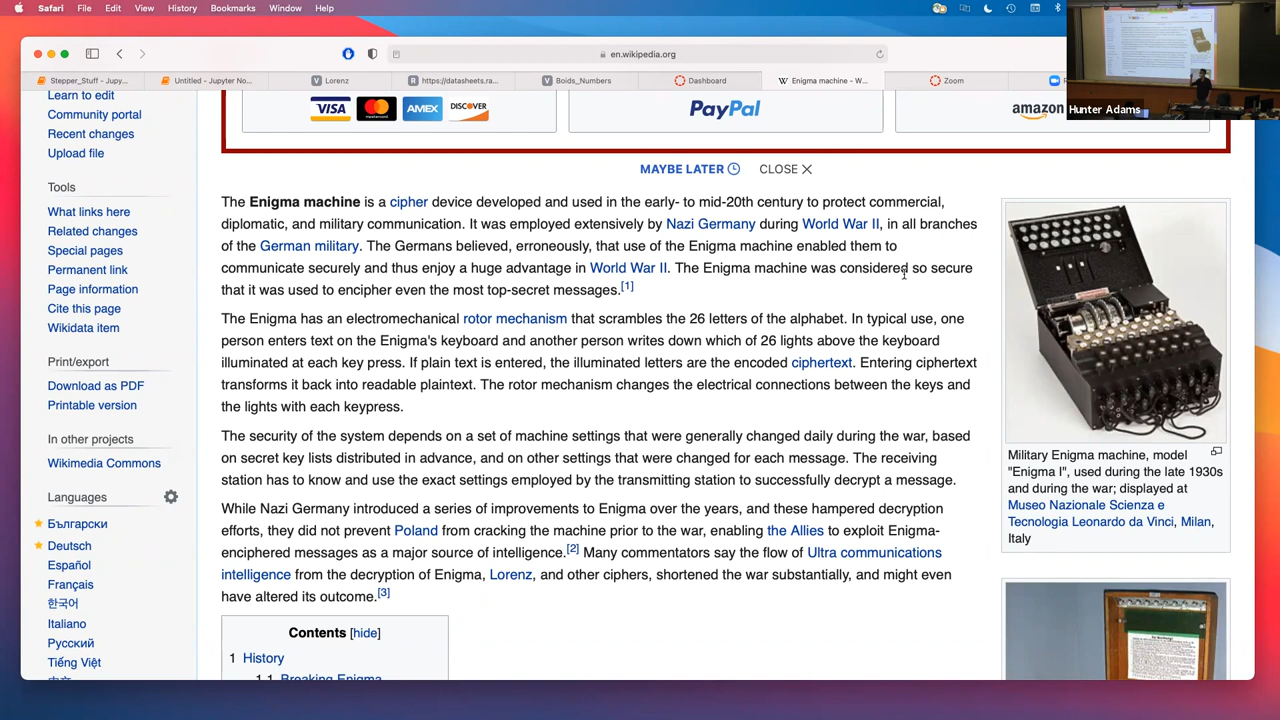 Safari File Edit View History Bookmarks Window Help
en.wikipedia.org
Stepper_Stuff - Jupy... Untitled - Jupyter No... Lorenz https://datasheets.ra... Boids_Numbers Dashboard Enigma machine - W... Zoom
Hunter Adams
Learn to edit
Community portal
Recent changes
Upload file
Tools
What links here
Related changes
Special pages
Permanent link
Page information
Cite this page
Wikidata item
Print/export
Download as PDF
Printable version
In other projects
Wikimedia Commons
Languages
Български
Deutsch
Español
Français
한국어
Italiano
Русский
Tiếng Việt
VISA mastercard AMEX DISCOVER PayPal amazon
MAYBE LATER CLOSE
The Enigma machine is a cipher device developed and used in the early- to mid-20th century to protect commercial,
diplomatic, and military communication. It was employed extensively by Nazi Germany during World War II, in all branches
of the German military. The Germans believed, erroneously, that use of the Enigma machine enabled them to
communicate securely and thus enjoy a huge advantage in World War II. The Enigma machine was considered so secure
that it was used to encipher even the most top-secret messages.[1]
The Enigma has an electromechanical rotor mechanism that scrambles the 26 letters of the alphabet. In typical use, one
person enters text on the Enigma's keyboard and another person writes down which of 26 lights above the keyboard
illuminated at each key press. If plain text is entered, the illuminated letters are the encoded ciphertext. Entering ciphertext
transforms it back into readable plaintext. The rotor mechanism changes the electrical connections between the keys and
the lights with each keypress.
The security of the system depends on a set of machine settings that were generally changed daily during the war, based
on secret key lists distributed in advance, and on other settings that were changed for each message. The receiving
station has to know and use the exact settings employed by the transmitting station to successfully decrypt a message.
While Nazi Germany introduced a series of improvements to Enigma over the years, and these hampered decryption
efforts, they did not prevent Poland from cracking the machine prior to the war, enabling the Allies to exploit Enigma-
enciphered messages as a major source of intelligence.[2] Many commentators say the flow of Ultra communications
intelligence from the decryption of Enigma, Lorenz, and other ciphers, shortened the war substantially, and might even
have altered its outcome.[3]
Contents [hide]
1 History
1.1 Breaking Enigma
Military Enigma machine, model
"Enigma I", used during the late 1930s
and during the war; displayed at
Museo Nazionale Scienza e
Tecnologia Leonardo da Vinci, Milan,
Italy